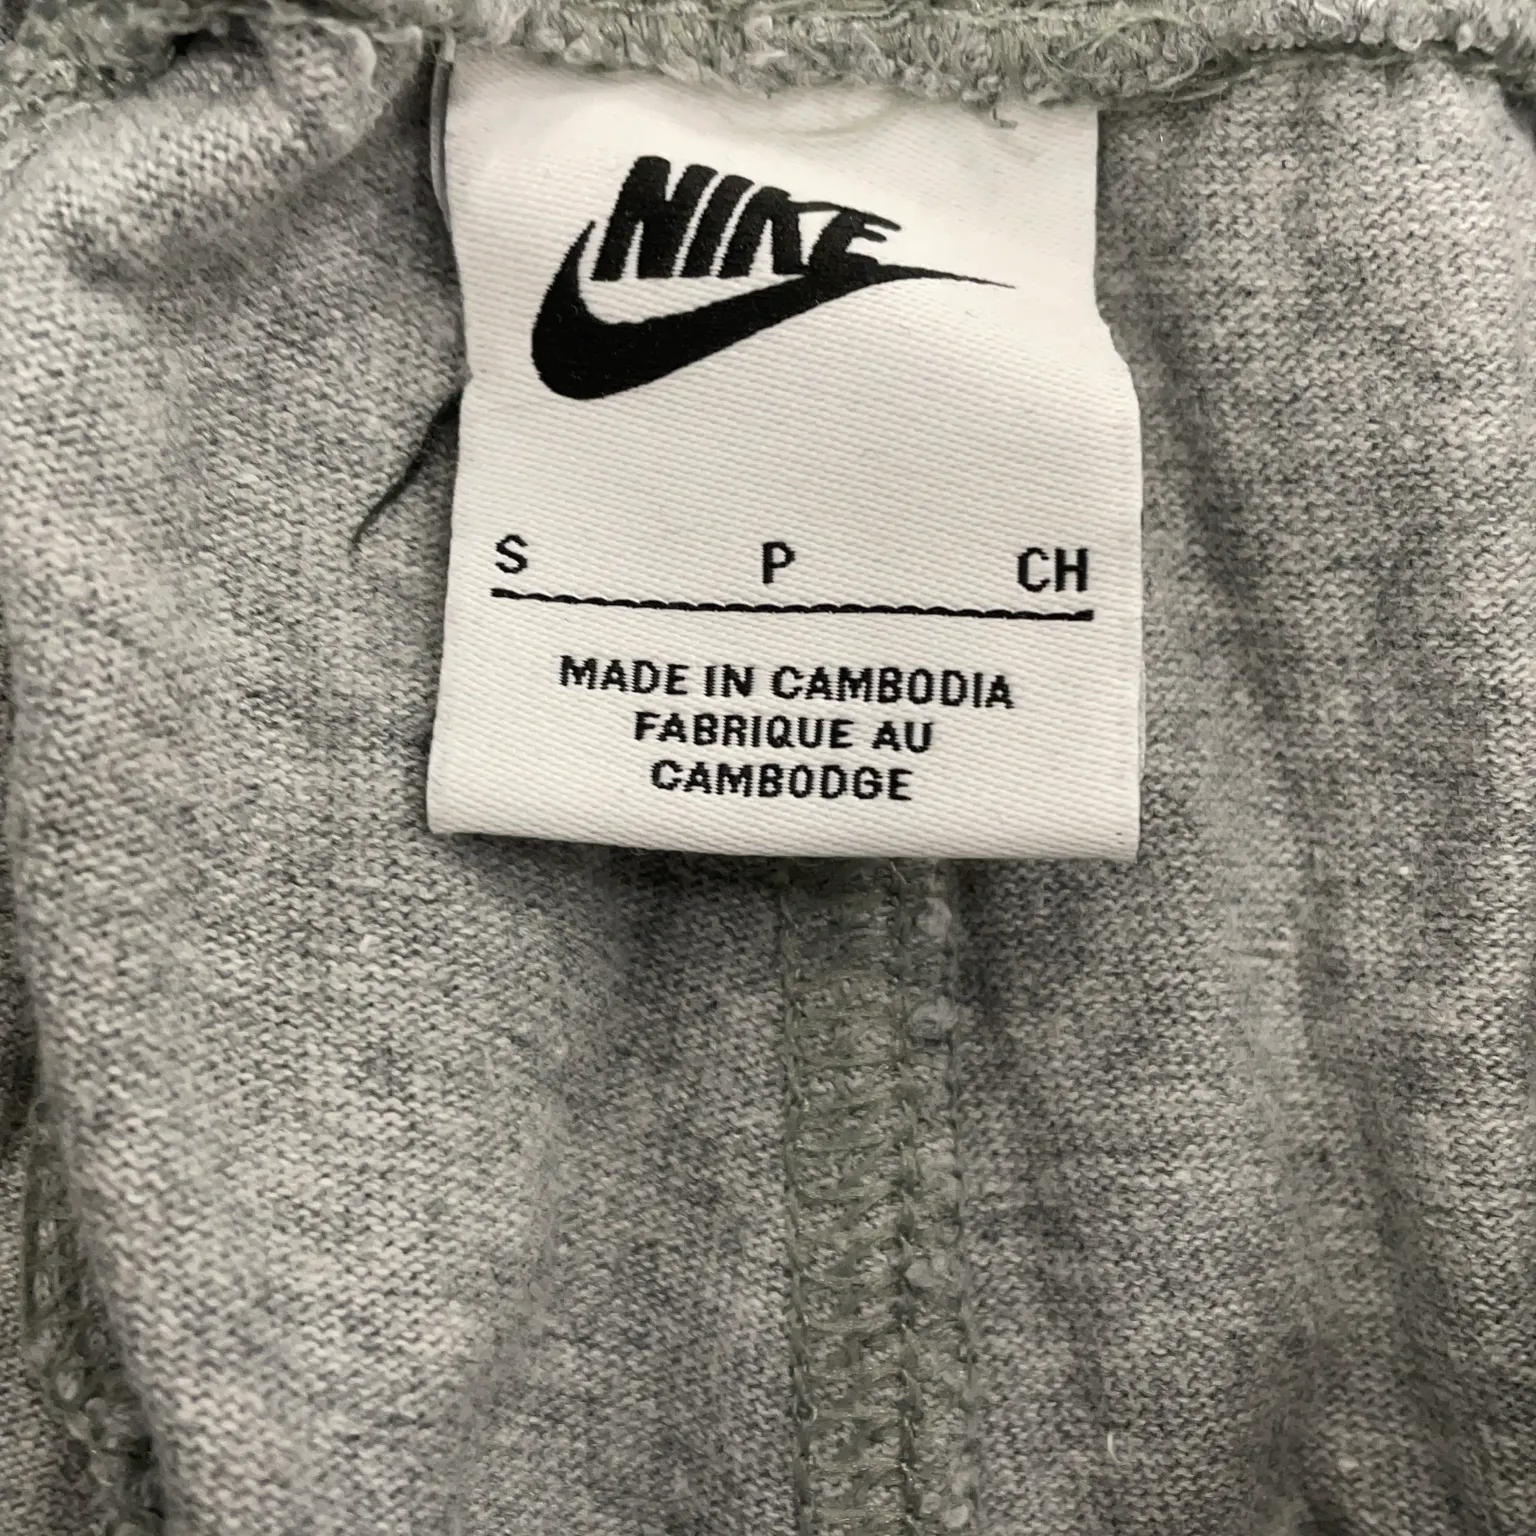 NIKE
S P CH
MADE IN CAMBODIA
FABRIQUE AU
CAMBODGE